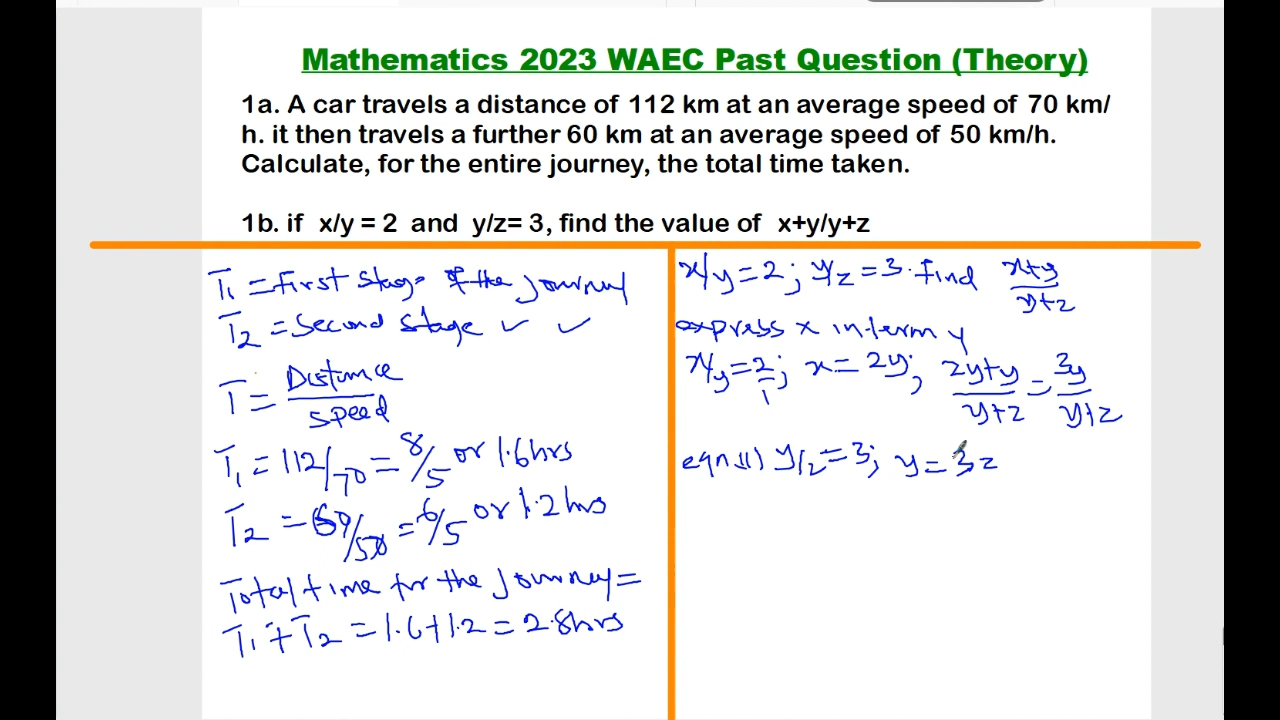 Mathematics 2023 WAEC Past Question (Theory)
1a. A car travels a distance of 112 km at an average speed of 70 km/
h. it then travels a further 60 km at an average speed of 50 km/h.
Calculate, for the entire journey, the total time taken.
1b. if x/y = 2 and y/z= 3, find the value of x+y/y+z
T1 = First stage of the journey
T2 = Second stage ✓ ✓
T = Distance / speed
T1 = 112/70 = 8/5 or 1.6hrs
T2 = 60/50 = 6/5 or 1.2hrs
Total time for the journey =
T1 + T2 = 1.6+1.2 = 2.8hrs
x/y = 2; y/z = 3. Find x+y / y+z
express x interm y
x/y = 2/1; x = 2y; 2y+y / y+z = 3y / y+z
eqn 11) y/z = 3; y = 3z